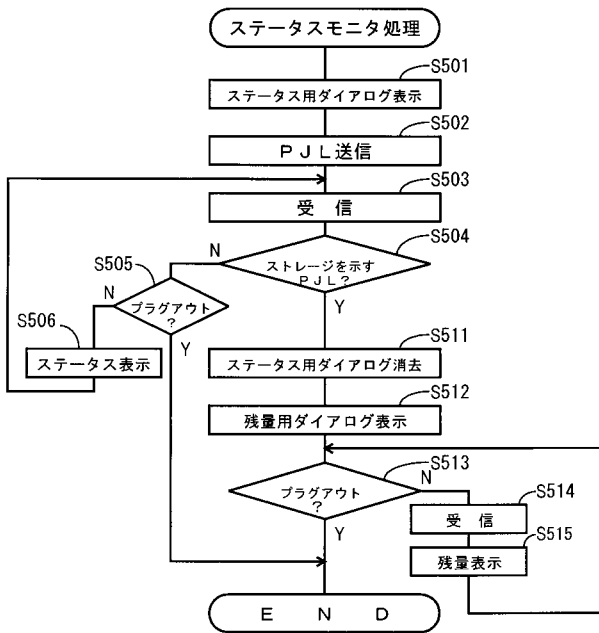 ステータスモニタ処理
S501
ステータス用ダイアログ表示
S502
PJL送信
S503
受 信
S504
N
ストレージを示す
PJL?
S505
N
プラグアウト
?
Y
Y
S506
ステータス表示
S511
ステータス用ダイアログ消去
S512
残量用ダイアログ表示
S513
N
プラグアウト
?
S514
受 信
Y
S515
残量表示
E N D